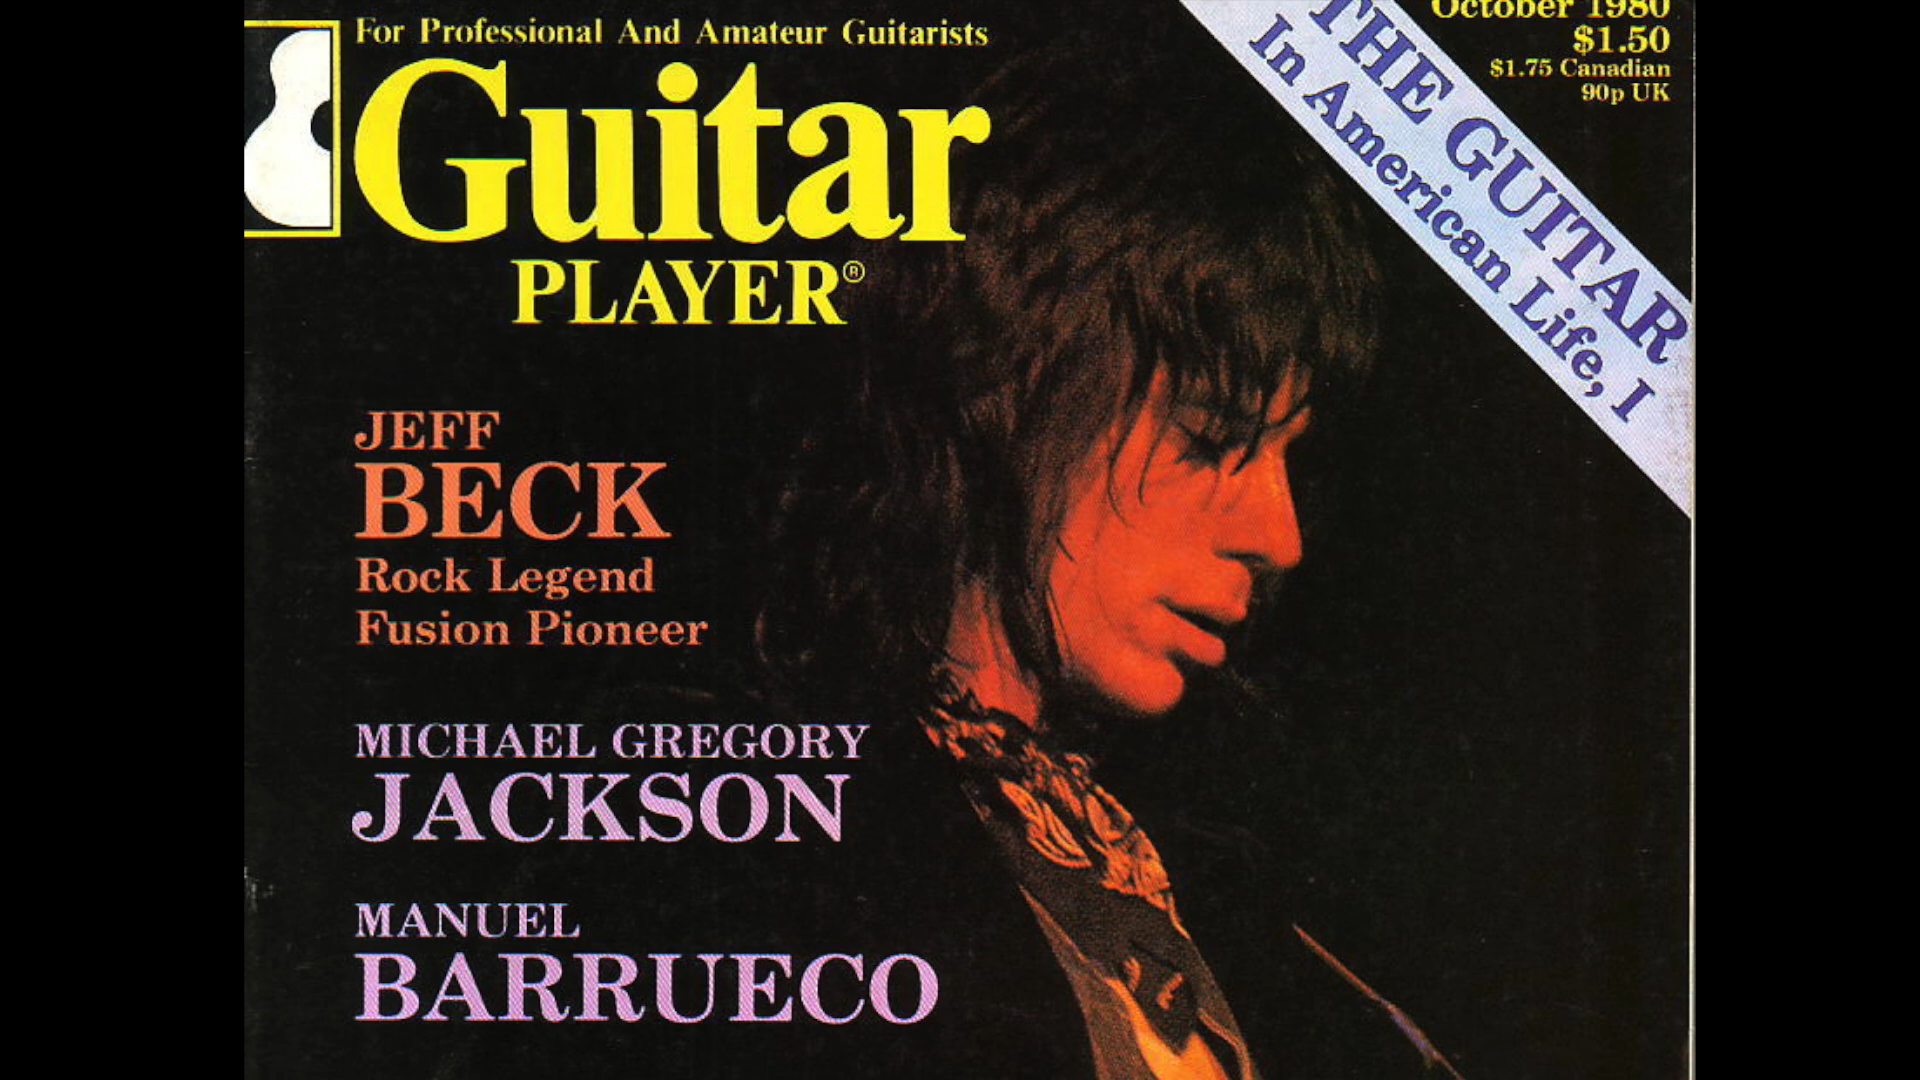 For Professional And Amateur Guitarists
Guitar
PLAYER®
October 1980
$1.50
$1.75 Canadian
90p UK
THE GUITAR
In American Life, I
JEFF
BECK
Rock Legend
Fusion Pioneer
MICHAEL GREGORY
JACKSON
MANUEL
BARRUECO